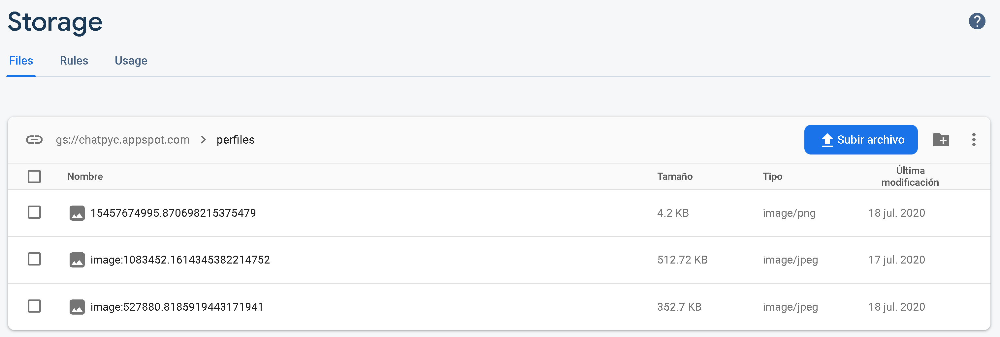 Storage
?
Files Rules Usage
gs://chatpyc.appspot.com > perfiles Subir archivo
Nombre Tamaño Tipo Última modificación
15457674995.870698215375479 4.2 KB image/png 18 jul. 2020
image:1083452.1614345382214752 512.72 KB image/jpeg 17 jul. 2020
image:527880.8185919443171941 352.7 KB image/jpeg 18 jul. 2020